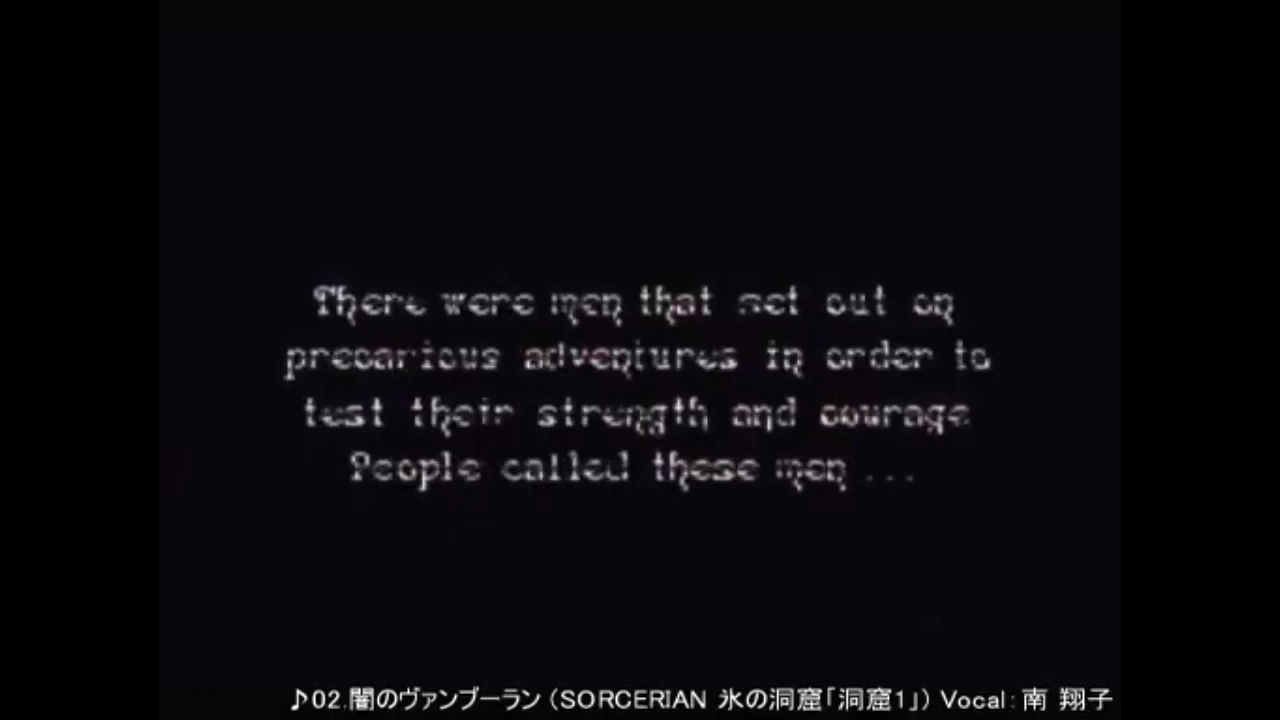 There were men that set out on
precarious adventures in order to
test their strength and courage
People called these men ...
♪02.闇のヴァンブーラン（SORCERIAN 氷の洞窟「洞窟1」）Vocal：南 翔子